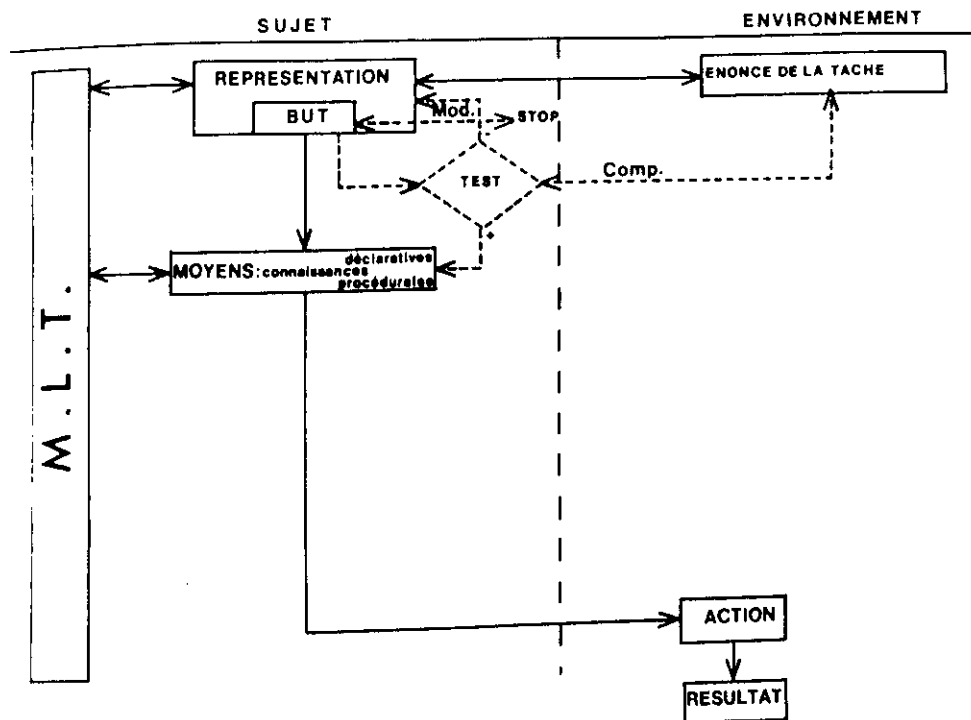 SUJET
ENVIRONNEMENT
REPRESENTATION
ENONCE DE LA TACHE
BUT
Mod.
STOP
-
TEST
Comp.
+
MOYENS: connaissances
déclaratives
procédurales
M.L.T.
ACTION
RESULTAT